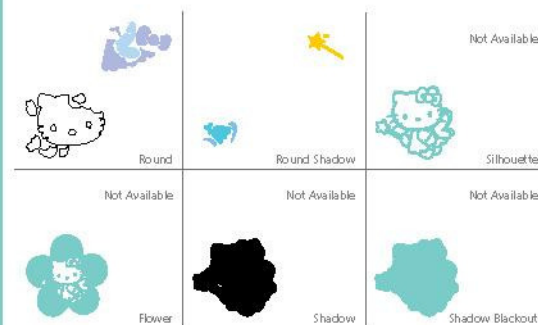 Not Available
Round
Round Shadow
Silhouette
Not Available
Not Available
Not Available
Flower
Shadow
Shadow Blackout